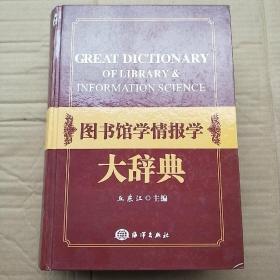 GREAT DICTIONARY
OF LIBRARY &
INFORMATION SCIENCE
图书馆学情报学
大辞典
丘东江 主编
海洋出版社